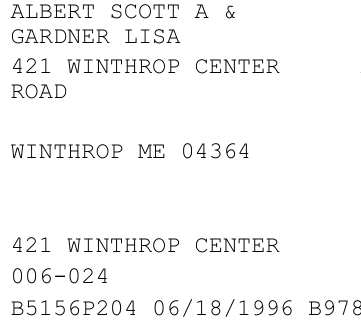 ALBERT SCOTT A &
GARDNER LISA
421 WINTHROP CENTER
ROAD
WINTHROP ME 04364
421 WINTHROP CENTER
006-024
B5156P204 06/18/1996 B978